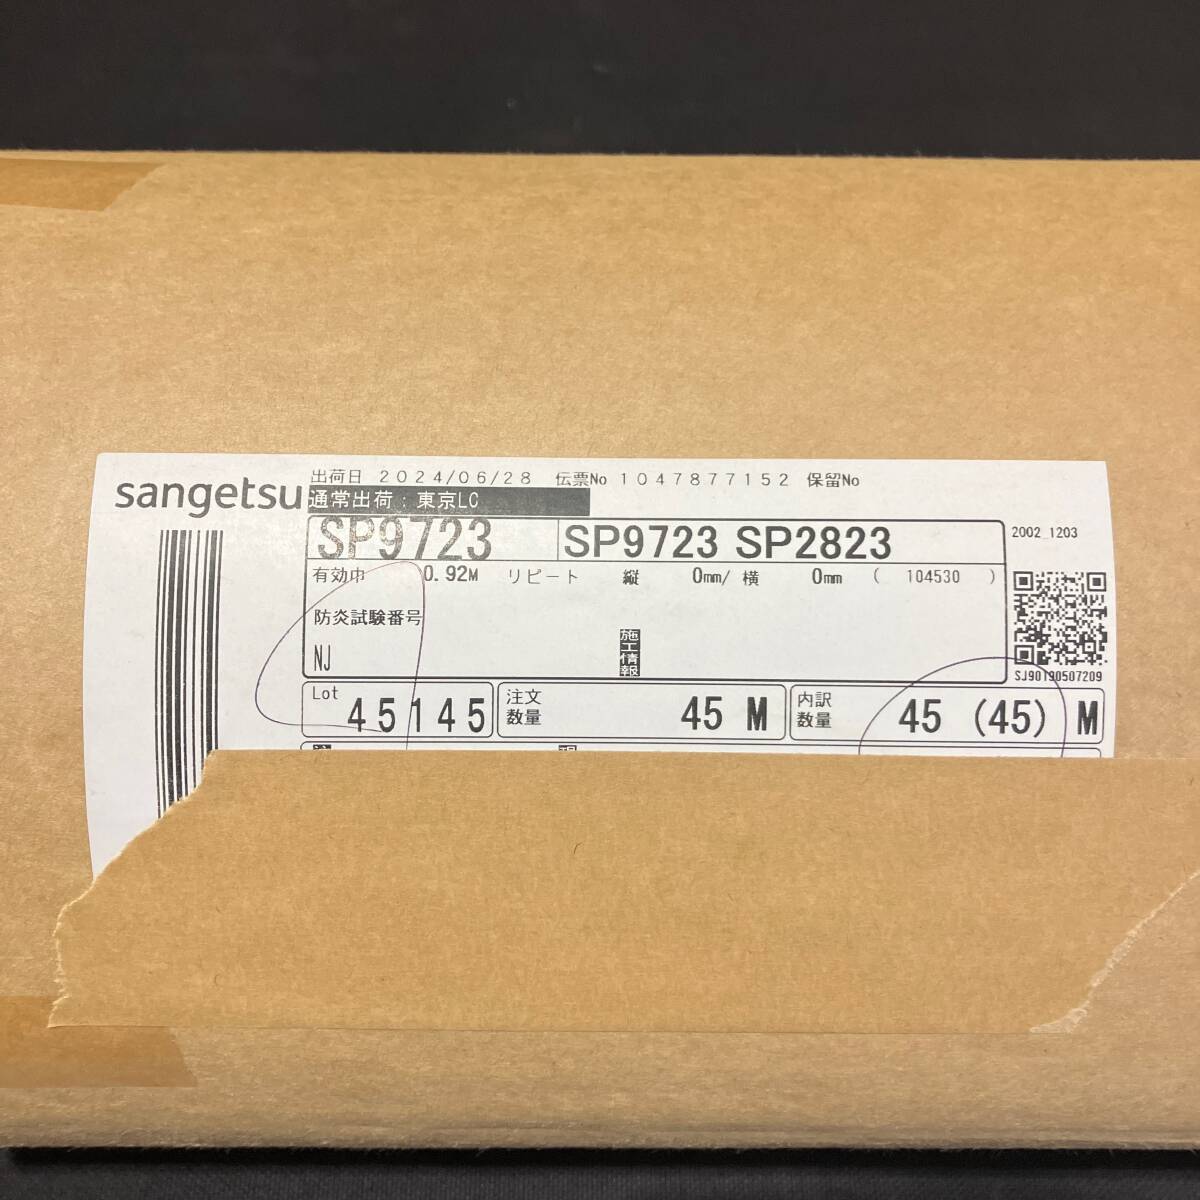 出荷日 2024/06/28 伝票No 1047877152 保留No
sangetsu
通常出荷：東京LC
SP9723 SP9723 SP2823
2002_1203
有効巾 0.92M リピート 縦 0mm/ 横 0mm ( 104530 )
防炎試験番号
NJ
施工情報
SJ90190507209
Lot 45145
注文数量 45 M
内訳数量 45 (45) M